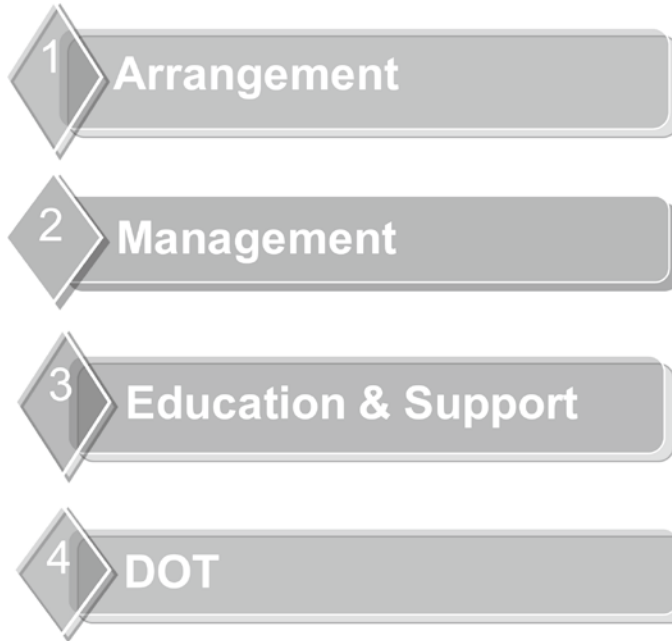 1 Arrangement
2 Management
3 Education & Support
4 DOT